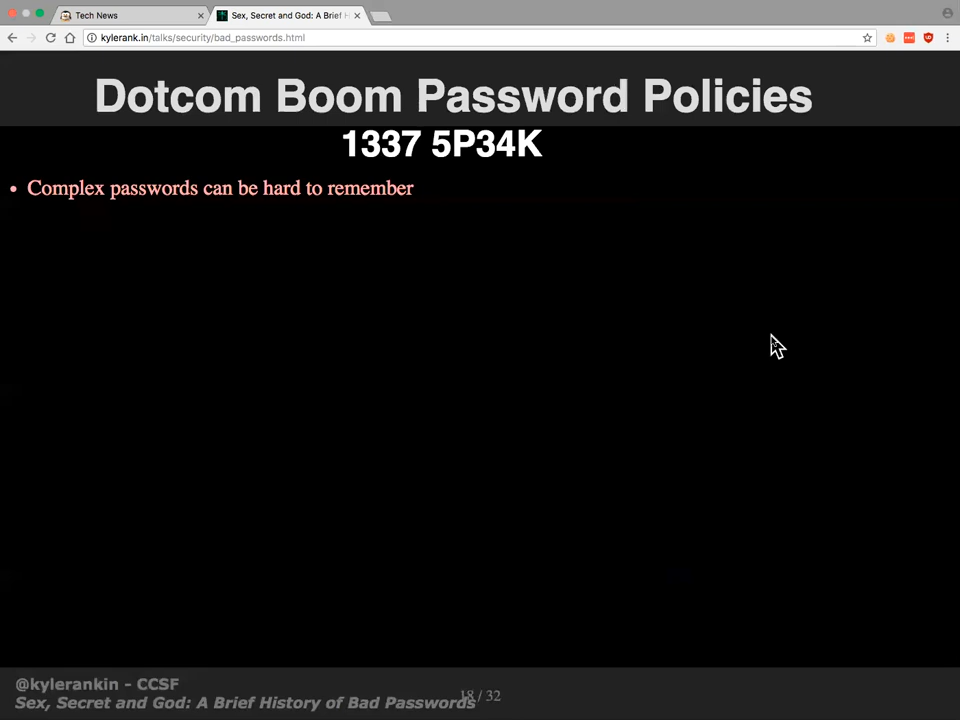 Tech News
Sex, Secret and God: A Brief H
kylerank.in/talks/security/bad_passwords.html
Dotcom Boom Password Policies
1337 5P34K
• Complex passwords can be hard to remember
@kylerankin - CCSF
Sex, Secret and God: A Brief History of Bad Passwords
18 / 32